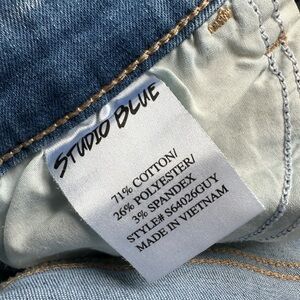 STUDIO BLUE
71% COTTON/
26% POLYESTER/
3% SPANDEX
STYLE# S64026GUY
MADE IN VIETNAM